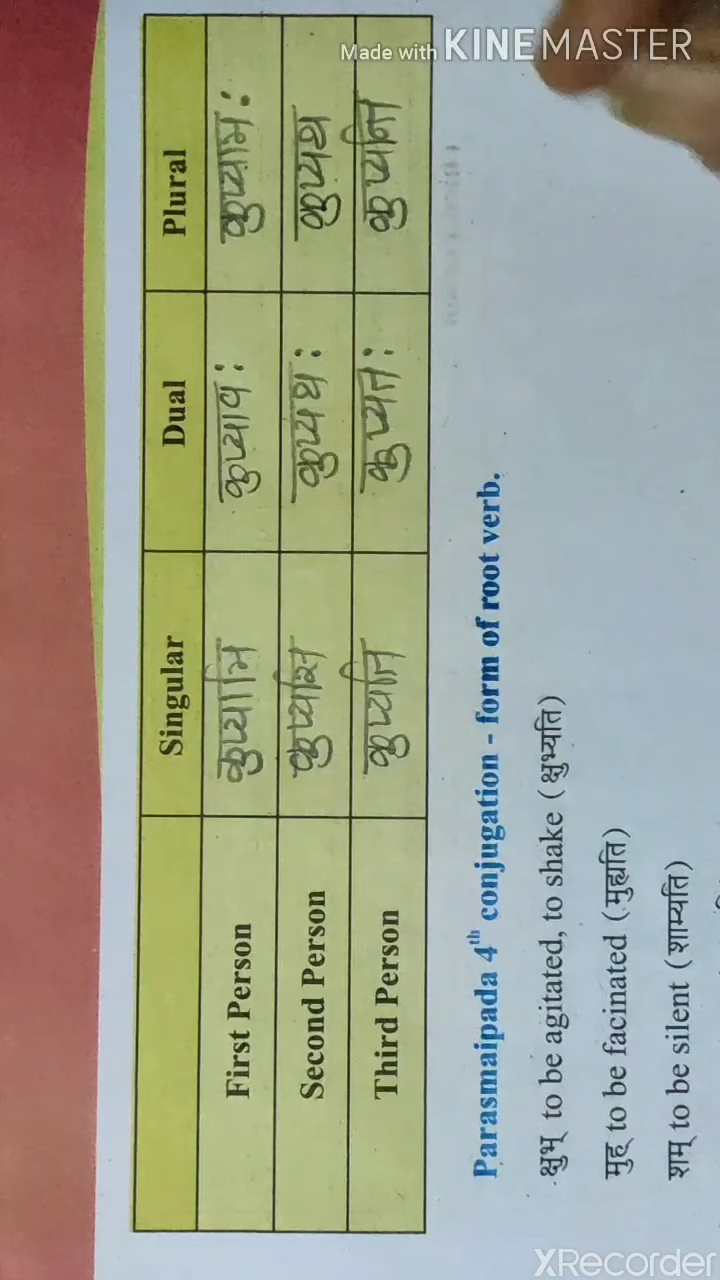 Made with KINEMASTER
Singular Dual Plural
First Person कुप्यामि कुप्यावः कुप्यामः
Second Person कुप्यसि कुप्यथः कुप्यथ
Third Person कुप्यति कुप्यतः कुप्यन्ति
Parasmaipada 4th conjugation - form of root verb.
क्षुभ् to be agitated, to shake (क्षुभ्यति)
मुह् to be facinated (मुह्यति)
शम् to be silent (शाम्यति)
XRecorder